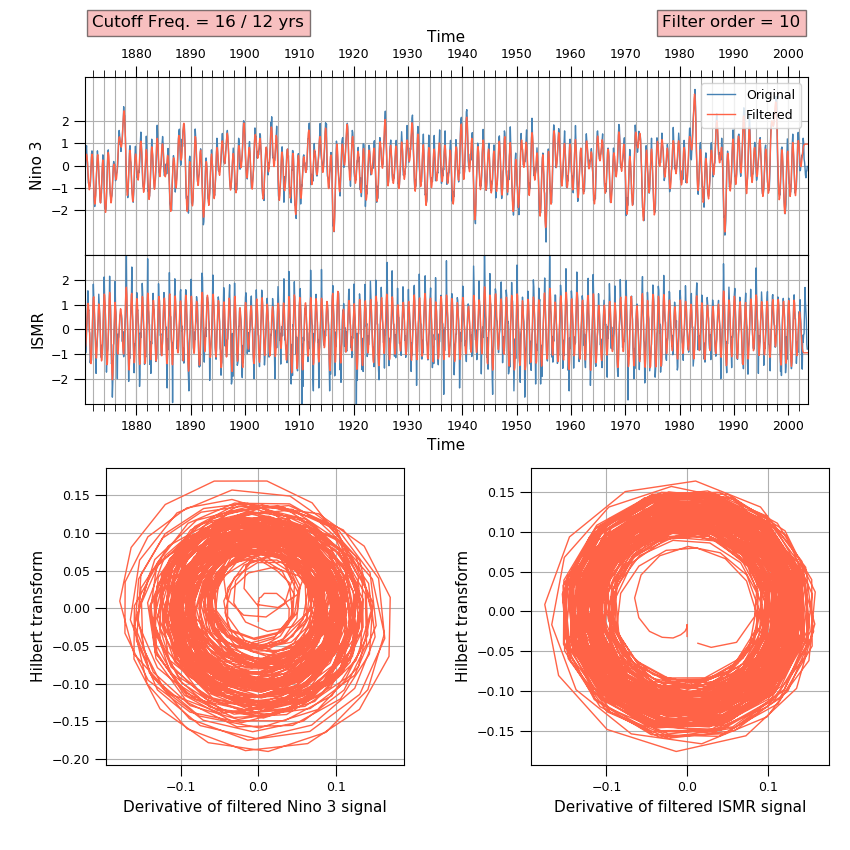 Cutoff Freq. = 16 / 12 yrs
Filter order = 10
Time
1880 1890 1900 1910 1920 1930 1940 1950 1960 1970 1980 1990 2000
Original
Filtered
Nino 3
2
1
0
−1
−2
ISMR
2
1
0
−1
−2
1880 1890 1900 1910 1920 1930 1940 1950 1960 1970 1980 1990 2000
Time
Hilbert transform
0.15
0.10
0.05
0.00
−0.05
−0.10
−0.15
−0.20
−0.1 0.0 0.1
Derivative of filtered Nino 3 signal
Hilbert transform
0.15
0.10
0.05
0.00
−0.05
−0.10
−0.15
−0.1 0.0 0.1
Derivative of filtered ISMR signal